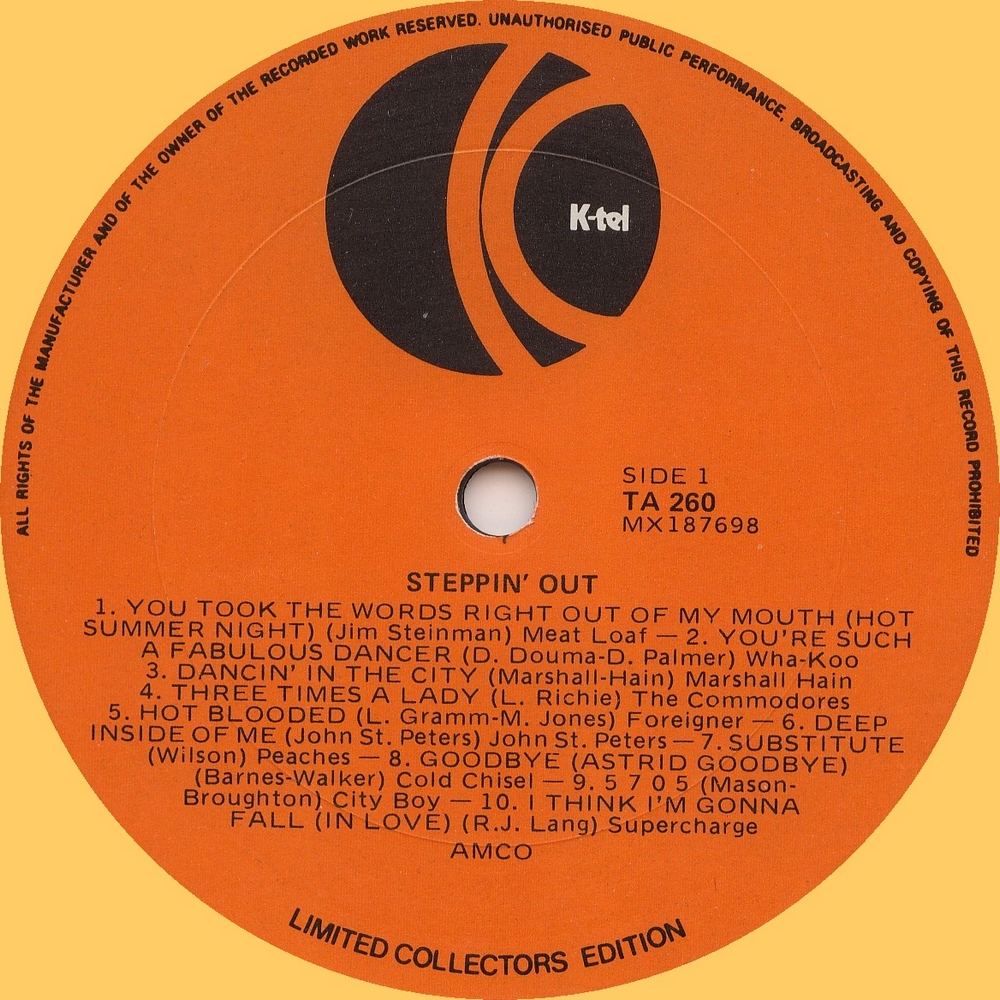 ALL RIGHTS OF THE MANUFACTURER AND OF THE OWNER OF THE RECORDED WORK RESERVED. UNAUTHORISED PUBLIC PERFORMANCE, BROADCASTING AND COPYING OF THIS RECORD PROHIBITED
K-tel
SIDE 1
TA 260
MX187698
STEPPIN' OUT
1. YOU TOOK THE WORDS RIGHT OUT OF MY MOUTH (HOT
SUMMER NIGHT) (Jim Steinman) Meat Loaf — 2. YOU'RE SUCH
A FABULOUS DANCER (D. Douma-D. Palmer) Wha-Koo
3. DANCIN' IN THE CITY (Marshall-Hain) Marshall Hain
4. THREE TIMES A LADY (L. Richie) The Commodores
5. HOT BLOODED (L. Gramm-M. Jones) Foreigner — 6. DEEP
INSIDE OF ME (John St. Peters) John St. Peters — 7. SUBSTITUTE
(Wilson) Peaches — 8. GOODBYE (ASTRID GOODBYE)
(Barnes-Walker) Cold Chisel — 9. 5 7 0 5 (Mason-
Broughton) City Boy — 10. I THINK I'M GONNA
FALL (IN LOVE) (R.J. Lang) Supercharge
AMCO
LIMITED COLLECTORS EDITION